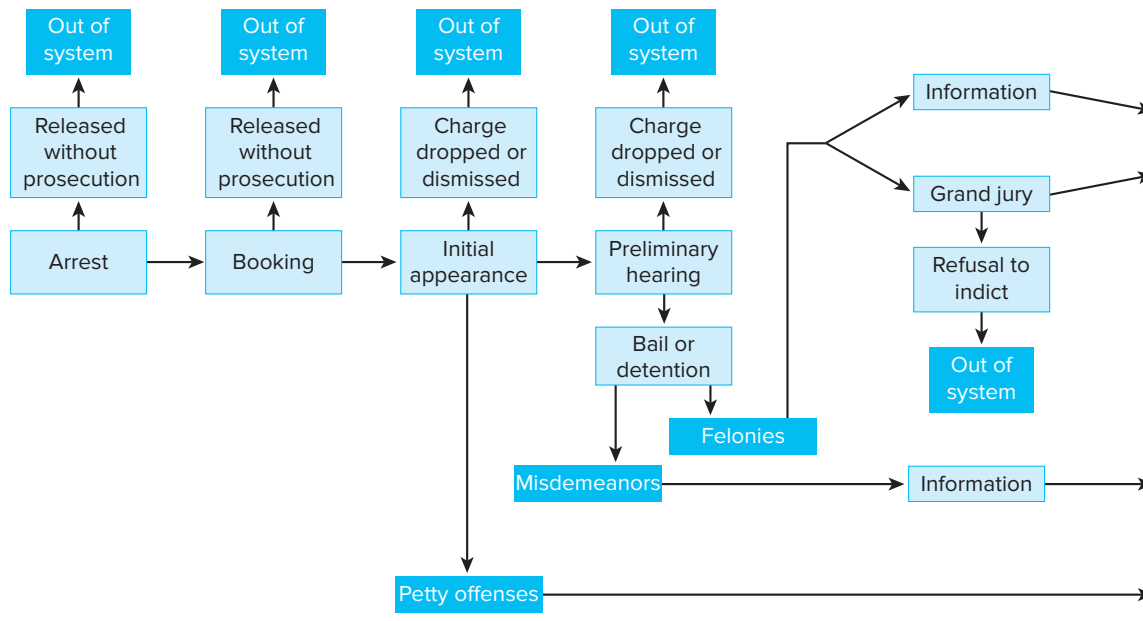 Out of
system
Out of
system
Out of
system
Out of
system
Released
without
prosecution
Released
without
prosecution
Charge
dropped or
dismissed
Charge
dropped or
dismissed
Information
Grand jury
Arrest
Booking
Initial
appearance
Preliminary
hearing
Refusal to
indict
Bail or
detention
Out of
system
Felonies
Misdemeanors
Information
Petty offenses